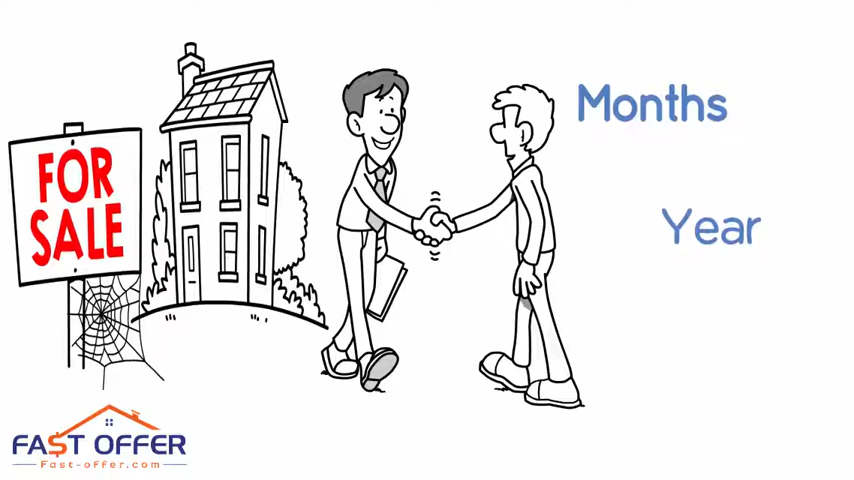 FOR
SALE
Months
Year
FA$T OFFER
Fast-offer.com